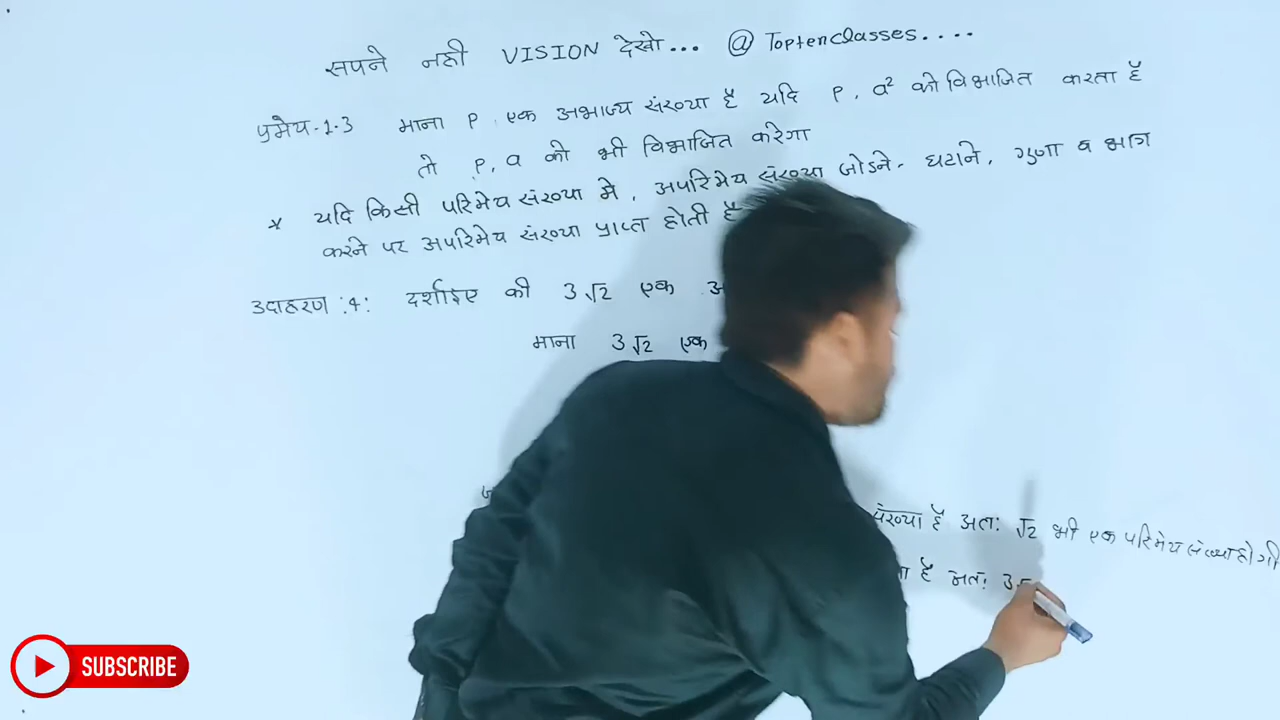 सपने नही VISION देखो... @ Toptenclasses....
प्रमेय-1.3 माना P एक अभाज्य संख्या है यदि P, a² को विभाजित करता है
तो P, a को भी विभाजित करेगा
* यदि किसी परिमेय संख्या मे, अपरिमेय संख्या जोडने, घटाने, गुणा व भाग
करने पर अपरिमेय संख्या प्राप्त होती है
उदाहरण :4: दर्शाइए की 3√2 एक
माना 3√2 एक
संख्या है अतः √2 भी एक परिमेय संख्या होगी
है अतः 3
SUBSCRIBE